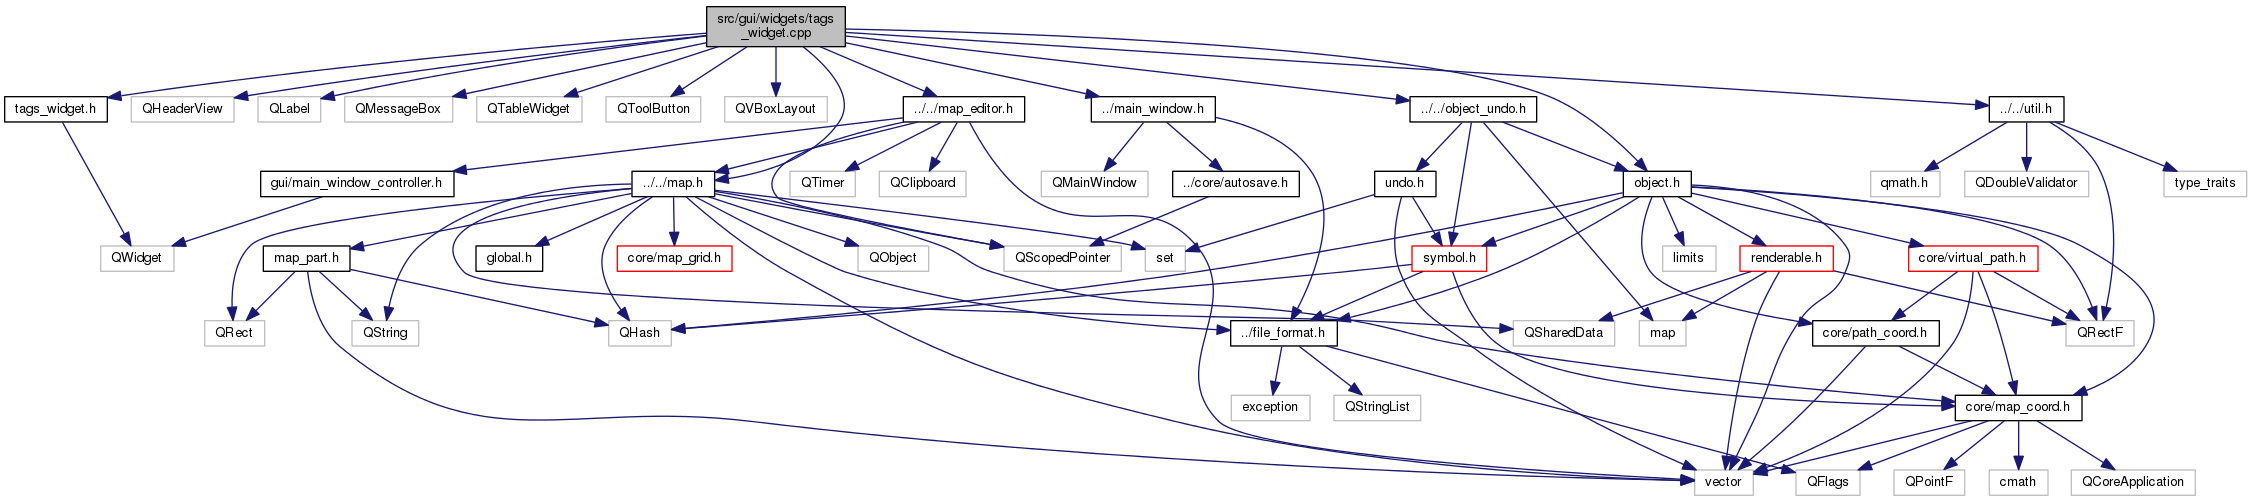 src/gui/widgets/tags
_widget.cpp
tags_widget.h
QHeaderView
QLabel
QMessageBox
QTableWidget
QToolButton
QVBoxLayout
../../map_editor.h
../main_window.h
../../object_undo.h
../../util.h
gui/main_window_controller.h
../../map.h
QTimer
QClipboard
QMainWindow
../core/autosave.h
undo.h
object.h
qmath.h
QDoubleValidator
type_traits
QWidget
map_part.h
global.h
core/map_grid.h
QObject
QScopedPointer
set
symbol.h
limits
renderable.h
core/virtual_path.h
QRect
QString
QHash
../file_format.h
QSharedData
map
core/path_coord.h
QRectF
exception
QStringList
core/map_coord.h
vector
QFlags
QPointF
cmath
QCoreApplication